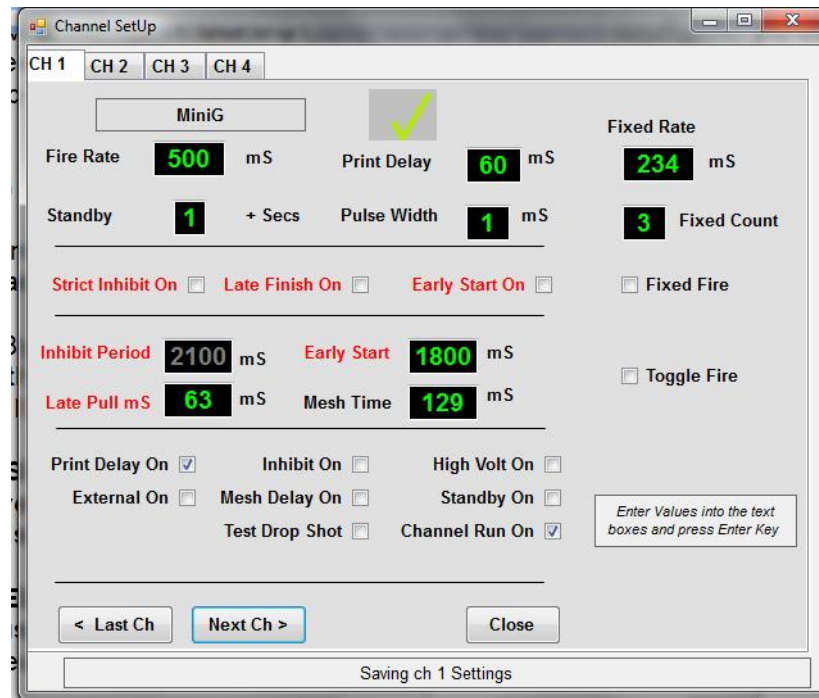 Channel SetUp
CH 1 CH 2 CH 3 CH 4
MiniG
Fixed Rate
Fire Rate 500 mS Print Delay 60 mS 234 mS
Standby 1 + Secs Pulse Width 1 mS 3 Fixed Count
Strict Inhibit On Late Finish On Early Start On Fixed Fire
Inhibit Period 2100 mS Early Start 1800 mS
Toggle Fire
Late Pull mS 63 mS Mesh Time 129 mS
Print Delay On Inhibit On High Volt On
External On Mesh Delay On Standby On
Test Drop Shot Channel Run On
Enter Values into the text
boxes and press Enter Key
< Last Ch Next Ch > Close
Saving ch 1 Settings